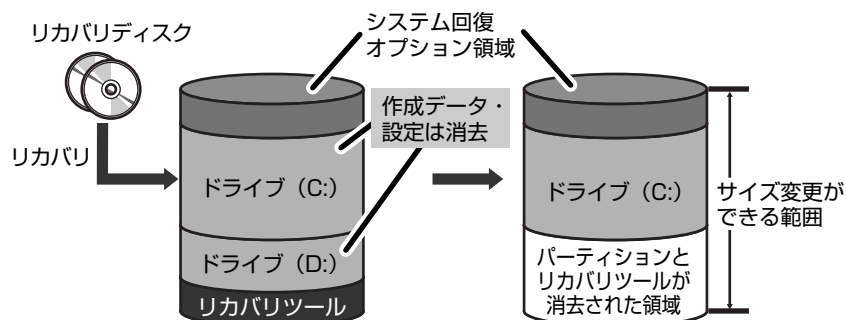 リカバリディスク
システム回復
オプション領域
作成データ・
設定は消去
リカバリ
ドライブ（C:）
ドライブ（D:）
リカバリツール
ドライブ（C:）
サイズ変更が
できる範囲
パーティションと
リカバリツールが
消去された領域